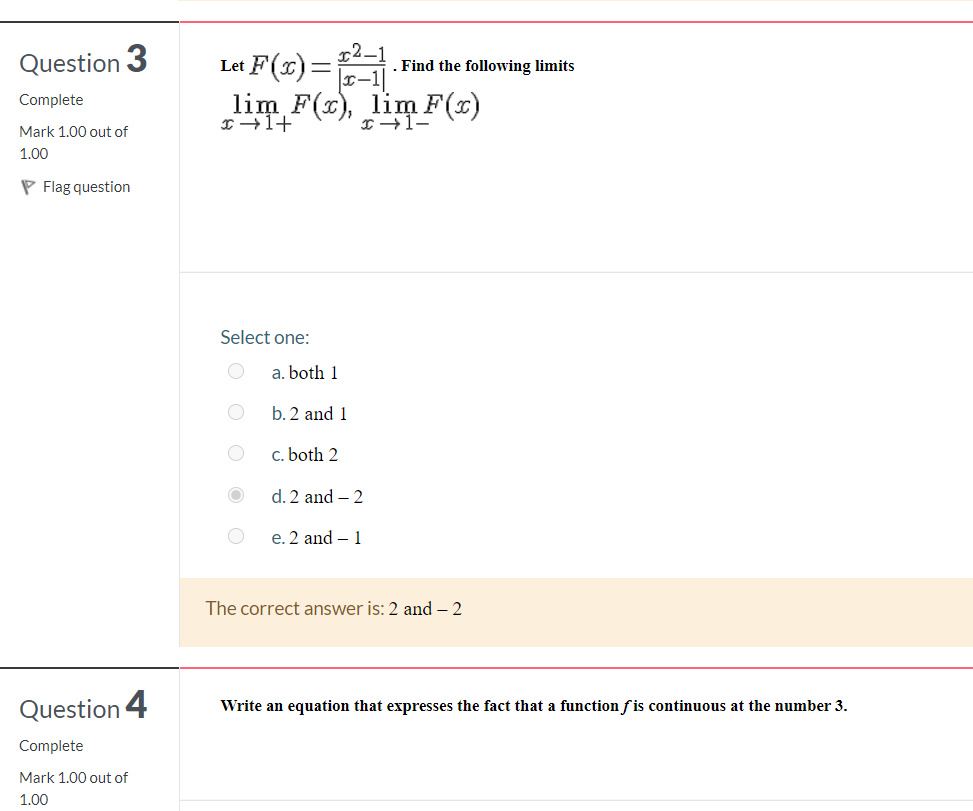 Question 3
Complete
Mark 1.00 out of
1.00
Flag question
Let F(x) = \frac{x^2-1}{|x-1|} . Find the following limits
\lim_{x \to 1+} F(x), \lim_{x \to 1-} F(x)
Select one:
a. both 1
b. 2 and 1
c. both 2
d. 2 and – 2
e. 2 and – 1
The correct answer is: 2 and – 2
Question 4
Complete
Mark 1.00 out of
1.00
Write an equation that expresses the fact that a function f is continuous at the number 3.